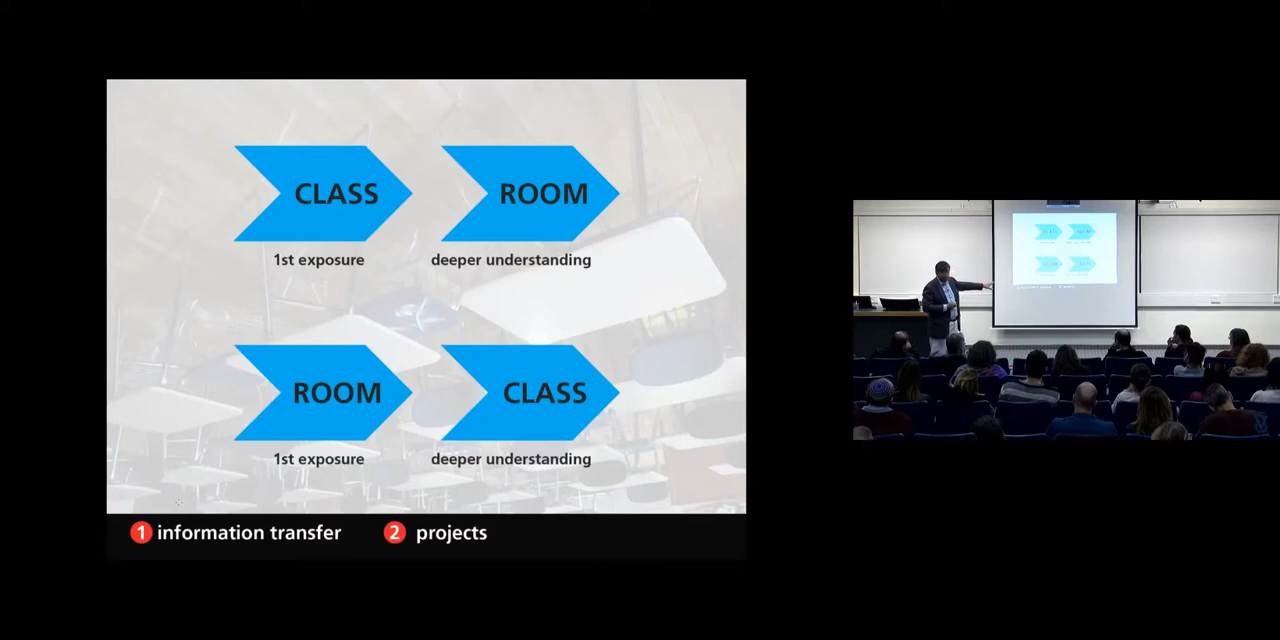 CLASS ROOM
1st exposure deeper understanding
ROOM CLASS
1st exposure deeper understanding
1 information transfer 2 projects